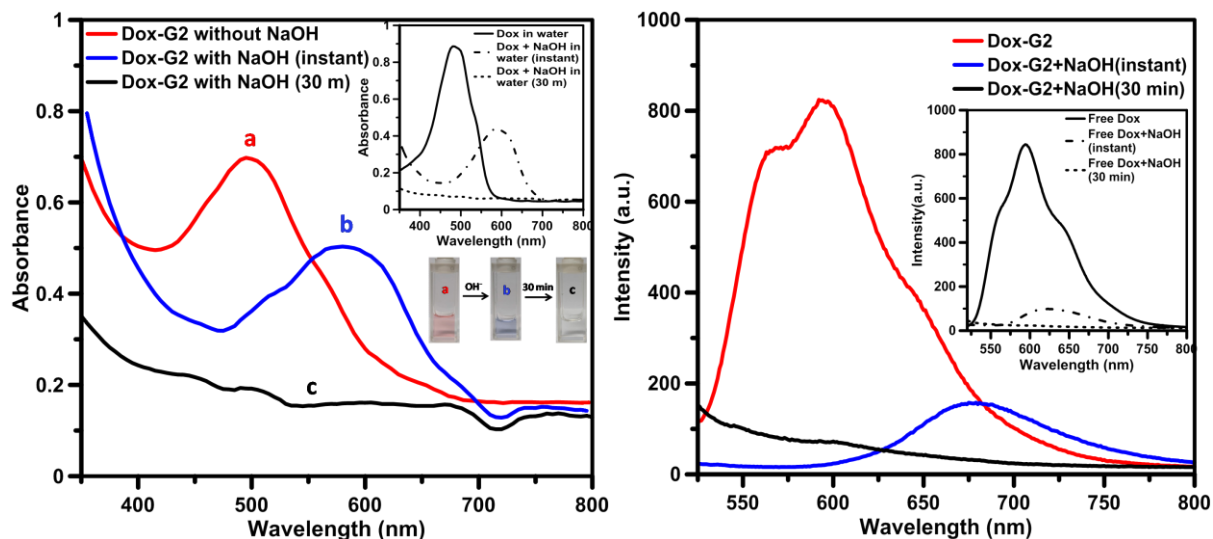 1
0.8
0.6
0.4
0.2
0
Absorbance
400
500
600
700
800
Wavelength (nm)
Dox-G2 without NaOH
Dox-G2 with NaOH (instant)
Dox-G2 with NaOH (30 m)
a
b
c
1
0.8
0.6
0.4
0.2
0
Absorbance
400 500 600 700 800
Wavelength (nm)
Dox in water
Dox + NaOH in
water (instant)
Dox + NaOH in
water (30 m)
a
OH⁻
b
30 min
c
1000
800
600
400
200
0
Intensity (a.u.)
550
600
650
700
750
800
Wavelength (nm)
Dox-G2
Dox-G2+NaOH(instant)
Dox-G2+NaOH(30 min)
1000
800
600
400
200
0
Intensity(a.u.)
550 600 650 700 750 800
Wavelength (nm)
Free Dox
Free Dox+NaOH
(instant)
Free Dox+NaOH
(30 min)